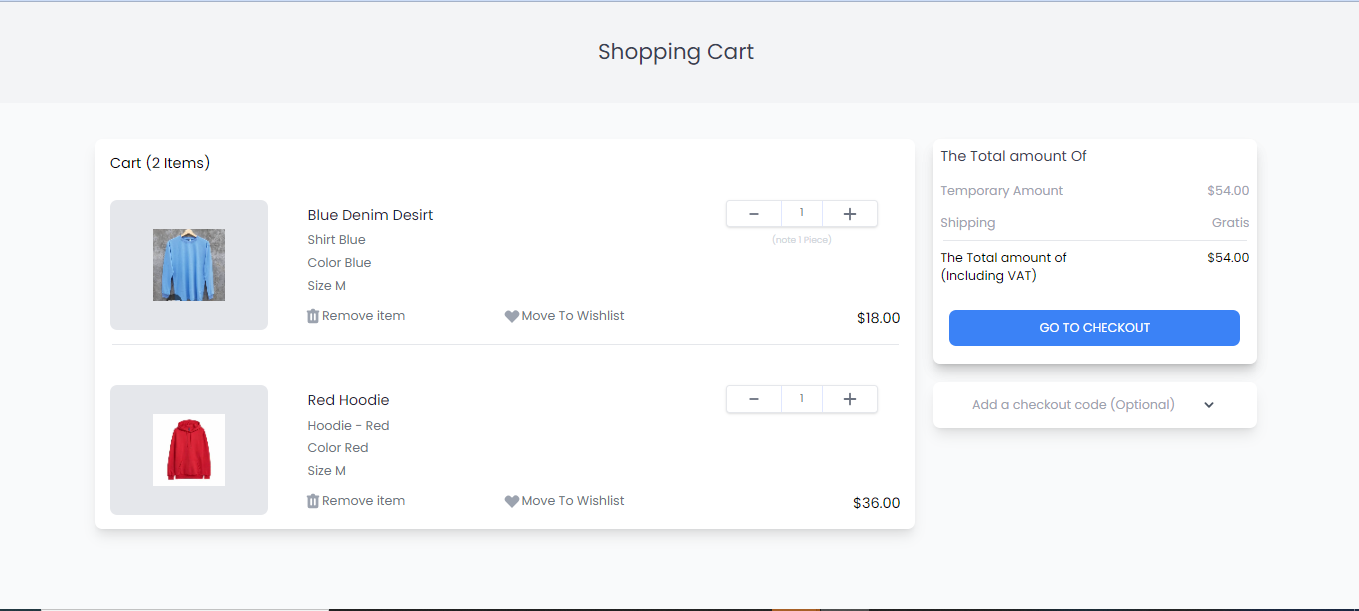 Shopping Cart
Cart (2 Items)
Blue Denim Desirt
Shirt Blue
Color Blue
Size M
Remove item
Move To Wishlist
− 1 +
(note 1 Piece)
$18.00
Red Hoodie
Hoodie - Red
Color Red
Size M
Remove item
Move To Wishlist
− 1 +
$36.00
The Total amount Of
Temporary Amount $54.00
Shipping Gratis
The Total amount of $54.00
(Including VAT)
GO TO CHECKOUT
Add a checkout code (Optional)